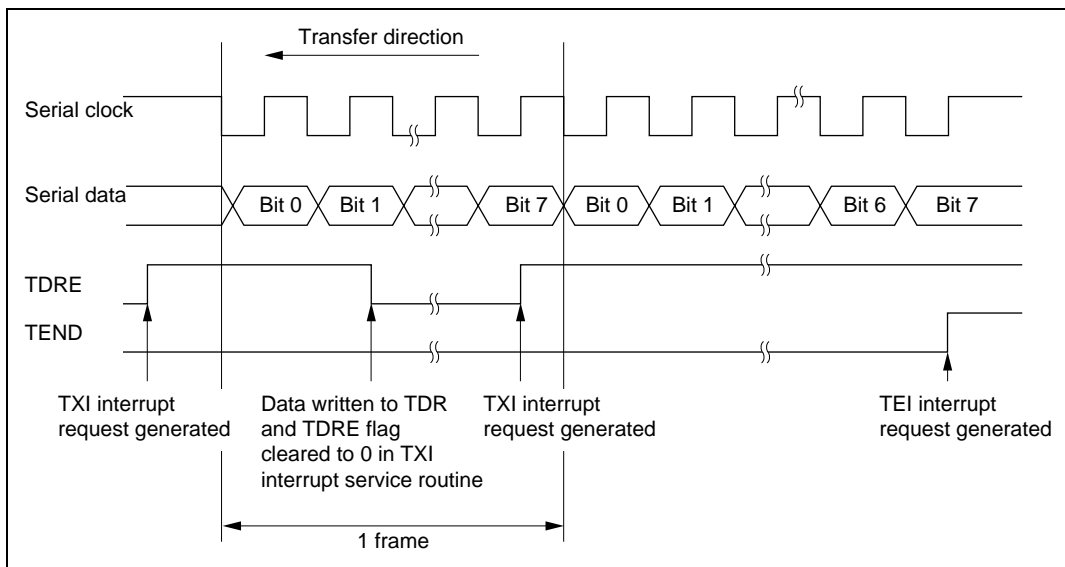 Transfer direction
Serial clock
Serial data
Bit 0
Bit 1
Bit 7
Bit 0
Bit 1
Bit 6
Bit 7
TDRE
TEND
TXI interrupt
request generated
Data written to TDR
and TDRE flag
cleared to 0 in TXI
interrupt service routine
TXI interrupt
request generated
TEI interrupt
request generated
1 frame